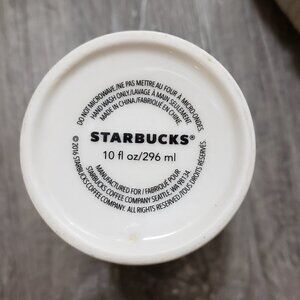 DO NOT MICROWAVE/NE PAS METTRE AU FOUR À MICRO-ONDES
HAND WASH ONLY/LAVAGE À MAIN SEULEMENT
MADE IN CHINA/FABRIQUÉ EN CHINE
STARBUCKS®
10 fl oz/296 ml
MANUFACTURED FOR / FABRIQUÉ POUR
STARBUCKS COFFEE COMPANY SEATTLE, WA 98134
© 2016 STARBUCKS COFFEE COMPANY. ALL RIGHTS RESERVED./TOUS DROITS RÉSERVÉS.